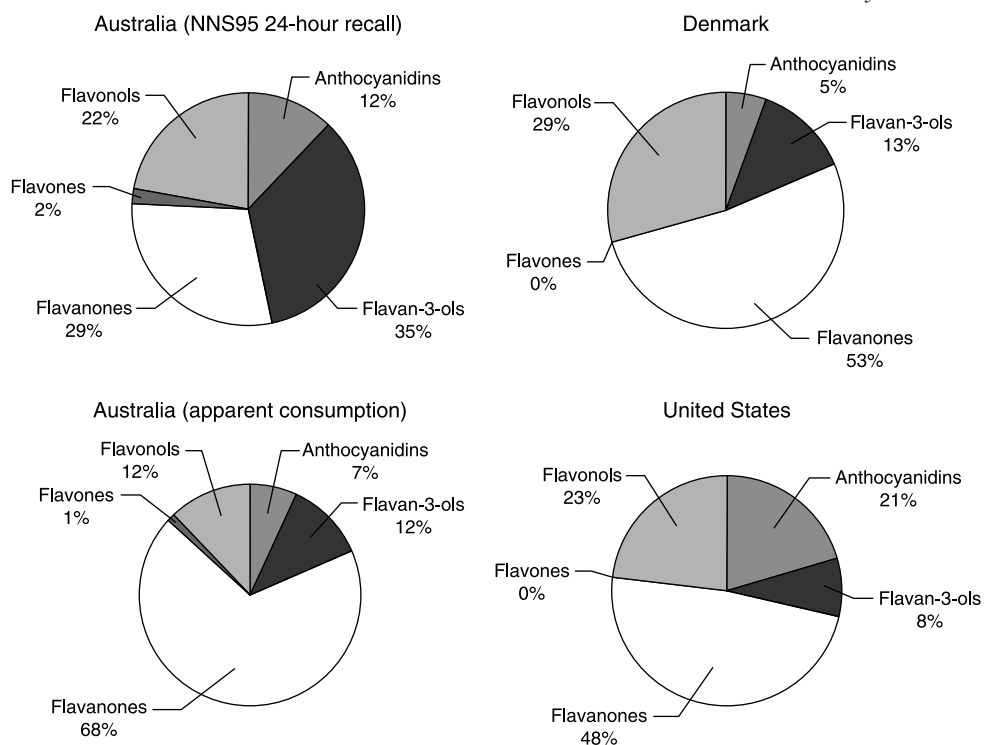 Australia (NNS95 24-hour recall)
Anthocyanidins
12%
Flavonols
22%
Flavones
2%
Flavanones
29%
Flavan-3-ols
35%
Denmark
Anthocyanidins
5%
Flavonols
29%
Flavan-3-ols
13%
Flavones
0%
Flavanones
53%
Australia (apparent consumption)
Flavonols
12%
Anthocyanidins
7%
Flavones
1%
Flavan-3-ols
12%
Flavanones
68%
United States
Flavonols
23%
Anthocyanidins
21%
Flavones
0%
Flavan-3-ols
8%
Flavanones
48%